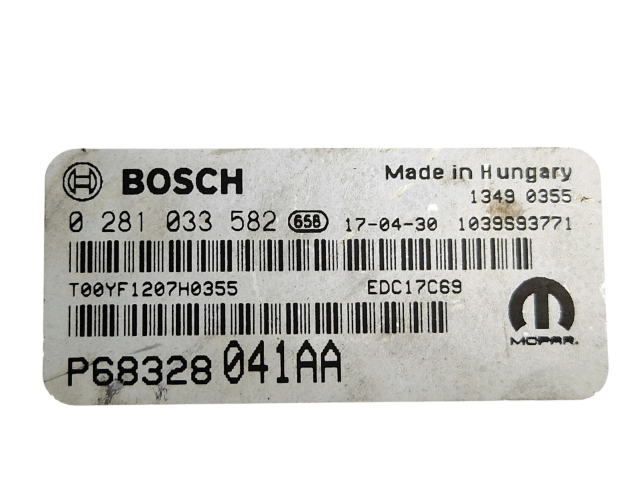 BOSCH
Made in Hungary
1349 0355
0 281 033 582 658 17-04-30 1039S93771
T00YF1207H0355 EDC17C69
MOPAR.
P68328 041AA